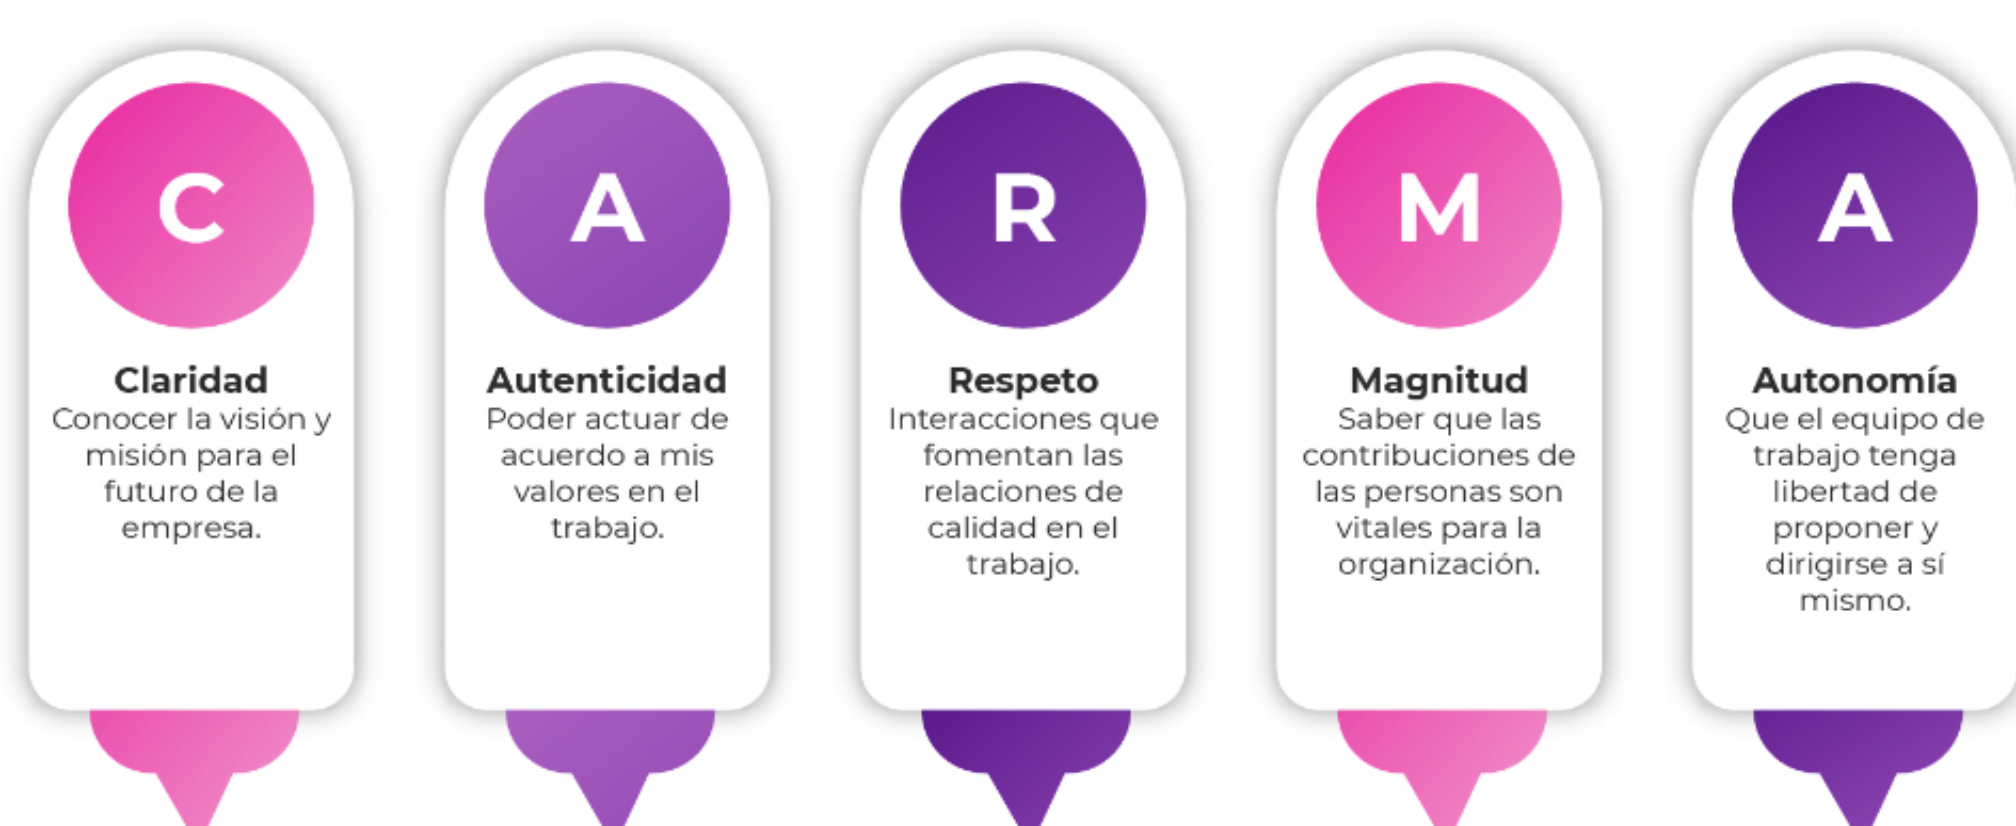 C
Claridad
Conocer la visión y
misión para el
futuro de la
empresa.
A
Autenticidad
Poder actuar de
acuerdo a mis
valores en el
trabajo.
R
Respeto
Interacciones que
fomentan las
relaciones de
calidad en el
trabajo.
M
Magnitud
Saber que las
contribuciones de
las personas son
vitales para la
organización.
A
Autonomía
Que el equipo de
trabajo tenga
libertad de
proponer y
dirigirse a sí
mismo.